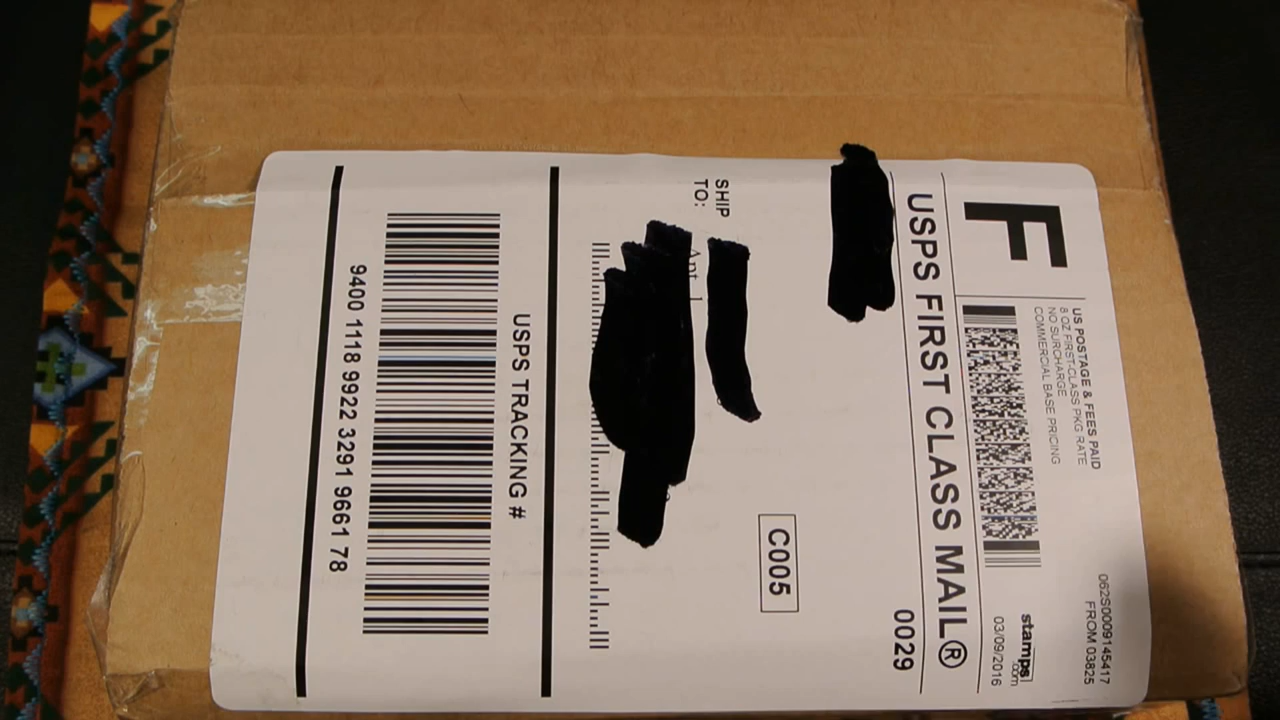 F
US POSTAGE & FEES PAID
8 OZ FIRST-CLASS PKG RATE
NO SURCHARGE
COMMERCIAL BASE PRICING
062S0009145417
FROM 03825
stamps
.com
03/09/2016
USPS FIRST CLASS MAIL®
0029
C005
SHIP
TO:
Apt
USPS TRACKING #
9400 1118 9922 3291 9661 78